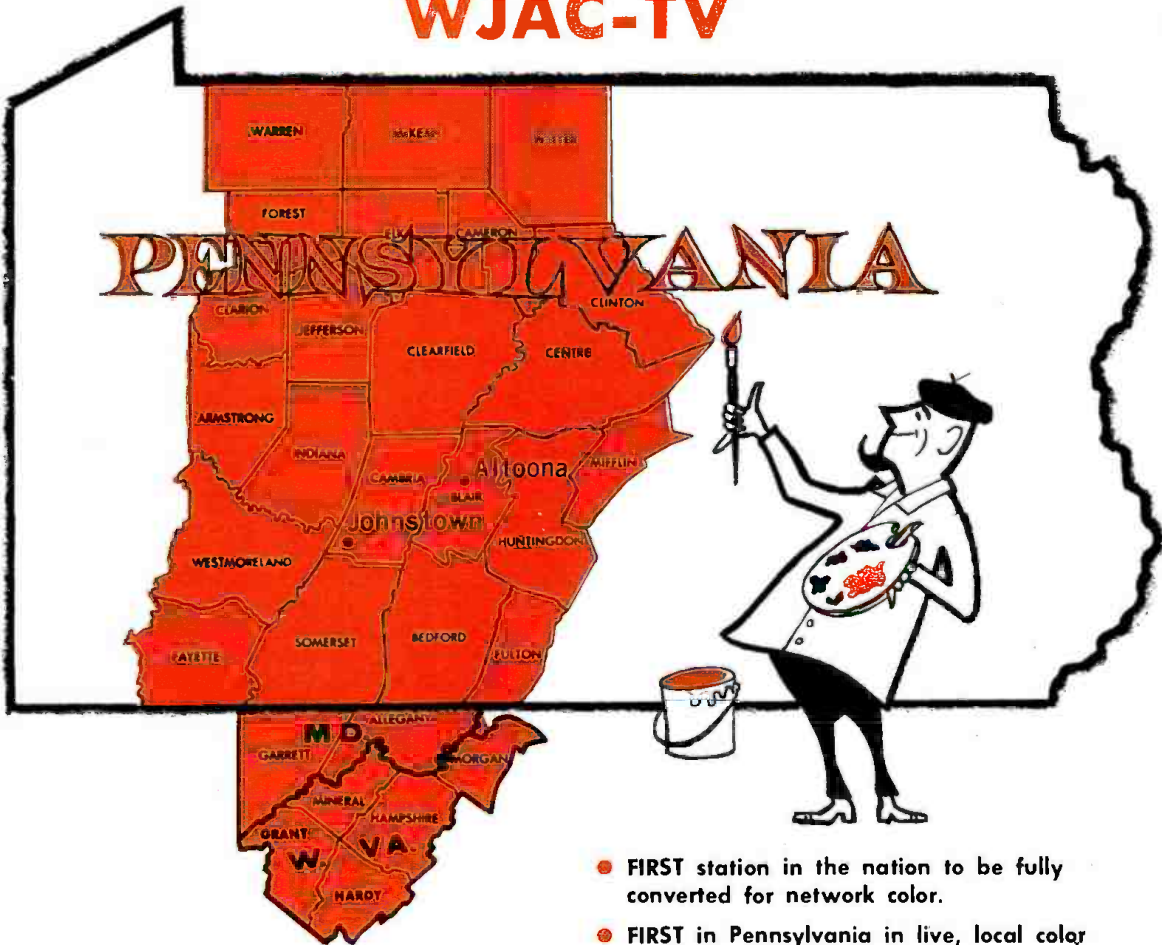 WJAC-TV
WARREN McKEAN POTTER
FOREST
ELK CAMERON
PENNSYLVANIA
CLARION CLINTON
JEFFERSON
CLEARFIELD CENTRE
ARMSTRONG
INDIANA MIFFLIN
CAMBRIA Altoona
BLAIR
Johnstown
HUNTINGDON
WESTMORELAND
SOMERSET BEDFORD
FAYETTE FULTON
ALLEGANY
MD.
GARRETT MORGAN
MINERAL
HAMPSHIRE
GRANT
W. VA.
HARDY
FIRST station in the nation to be fully
converted for network color.
FIRST in Pennsylvania in live, local color